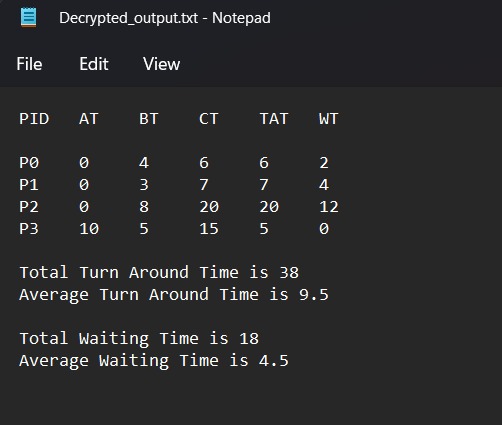 Decrypted_output.txt - Notepad
File Edit View
PID AT BT CT TAT WT
P0 0 4 6 6 2
P1 0 3 7 7 4
P2 0 8 20 20 12
P3 10 5 15 5 0
Total Turn Around Time is 38
Average Turn Around Time is 9.5
Total Waiting Time is 18
Average Waiting Time is 4.5